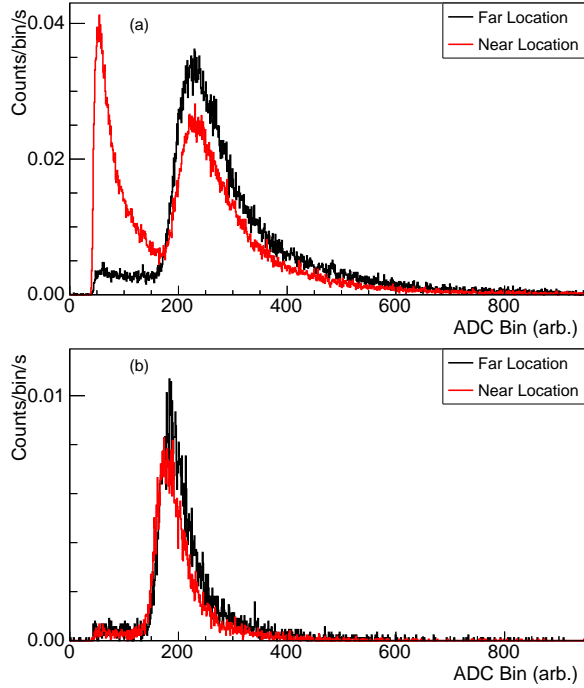 (a)
Far Location
Near Location
Counts/bin/s
0.04
0.02
0.00
0 200 400 600 800
ADC Bin (arb.)
(b)
Far Location
Near Location
Counts/bin/s
0.01
0.00
0 200 400 600 800
ADC Bin (arb.)